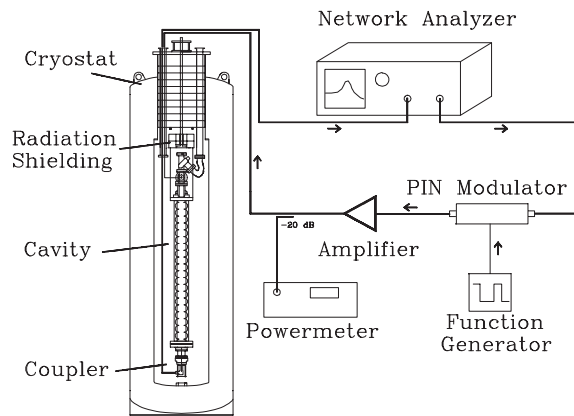 Network Analyzer
Cryostat
Radiation
Shielding
PIN Modulator
-20 dB
Amplifier
Cavity
Powermeter
Function
Generator
Coupler